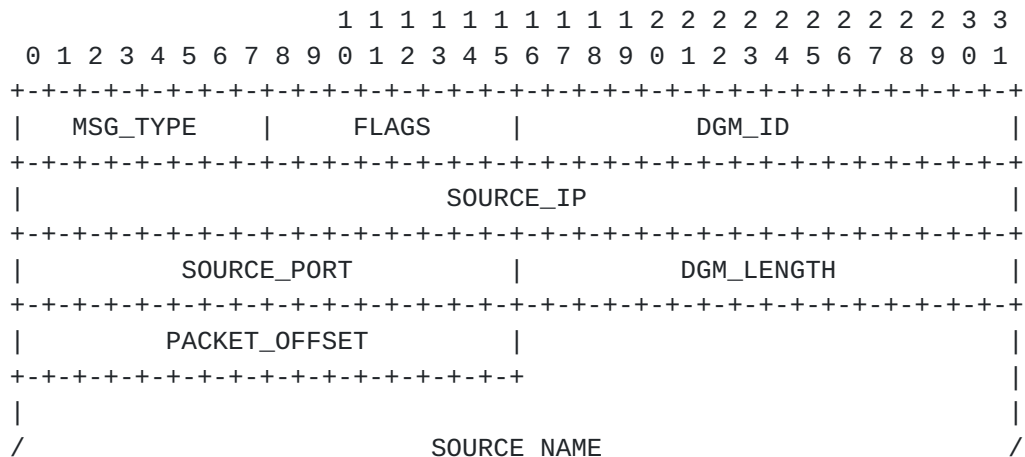 1 1 1 1 1 1 1 1 1 1 2 2 2 2 2 2 2 2 2 2 3 3
0 1 2 3 4 5 6 7 8 9 0 1 2 3 4 5 6 7 8 9 0 1 2 3 4 5 6 7 8 9 0 1
+-+-+-+-+-+-+-+-+-+-+-+-+-+-+-+-+-+-+-+-+-+-+-+-+-+-+-+-+-+-+-+-+
| MSG_TYPE | FLAGS | DGM_ID |
+-+-+-+-+-+-+-+-+-+-+-+-+-+-+-+-+-+-+-+-+-+-+-+-+-+-+-+-+-+-+-+-+
| SOURCE_IP |
+-+-+-+-+-+-+-+-+-+-+-+-+-+-+-+-+-+-+-+-+-+-+-+-+-+-+-+-+-+-+-+-+
| SOURCE_PORT | DGM_LENGTH |
+-+-+-+-+-+-+-+-+-+-+-+-+-+-+-+-+-+-+-+-+-+-+-+-+-+-+-+-+-+-+-+-+
| PACKET_OFFSET | |
+-+-+-+-+-+-+-+-+-+-+-+-+-+-+-+-+ |
| |
/ SOURCE_NAME /